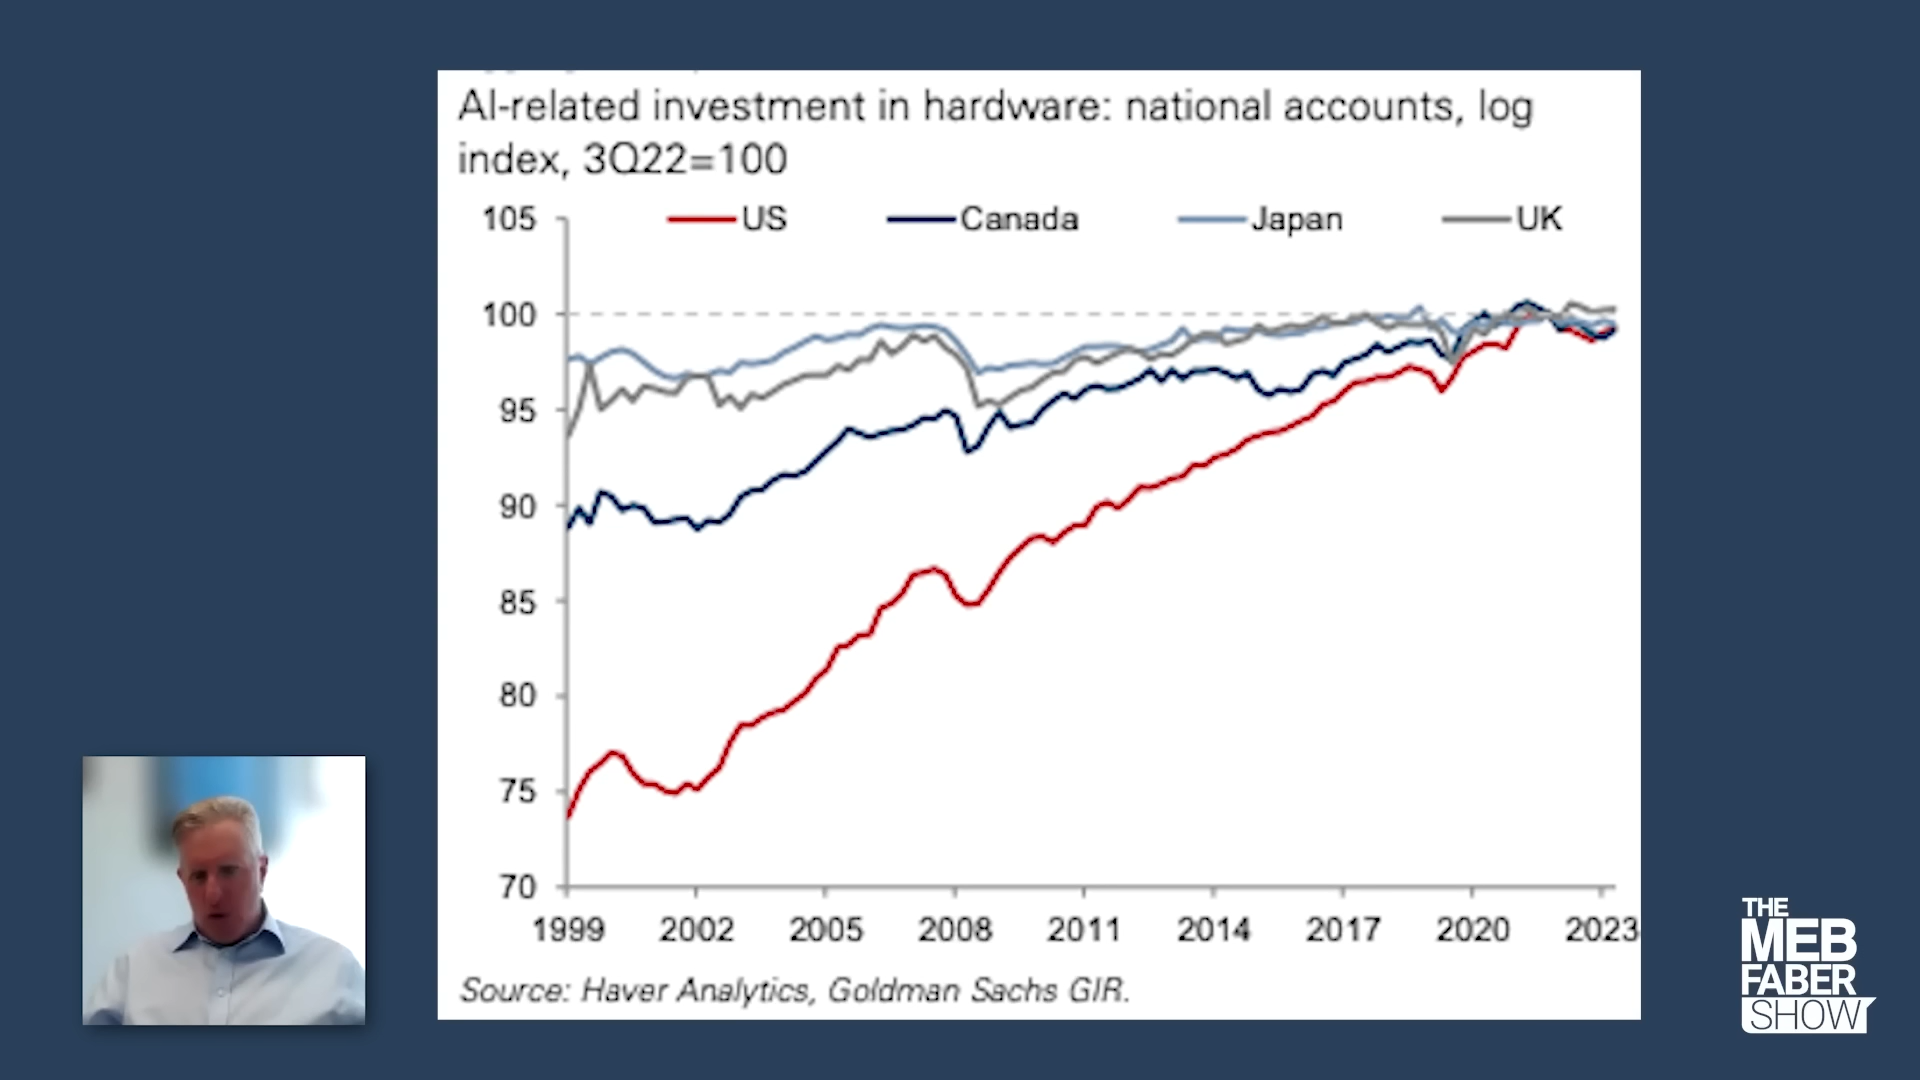 AI-related investment in hardware: national accounts, log
index, 3Q22=100
105
US
Canada
Japan
UK
100
95
90
85
80
75
70
1999
2002
2005
2008
2011
2014
2017
2020
2023
Source: Haver Analytics, Goldman Sachs GIR.
THE
MEB
FABER
SHOW